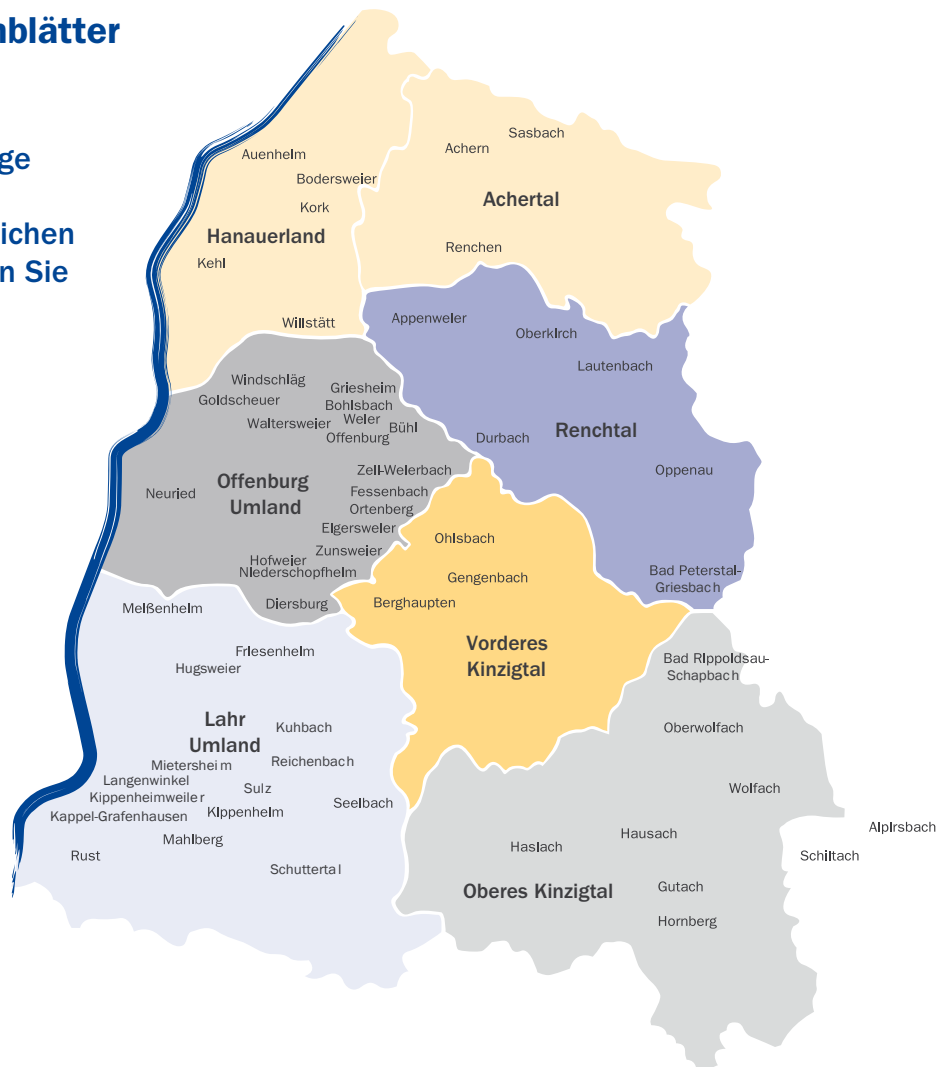 nblätter
ge
ichen
n Sie
Sasbach
Achern
Auenheim
Bodersweier
Achertal
Kork
Hanauerland
Renchen
Kehl
Appenweier
Willstätt
Oberkirch
Lautenbach
Windschläg
Griesheim
Goldscheuer
Bohlsbach
Waltersweier
Weier
Bühl
Offenburg
Durbach
Renchtal
Zell-Weierbach
Oppenau
Offenburg
Umland
Neuried
Fessenbach
Ortenberg
Elgersweier
Ohlsbach
Zunsweier
Hofweier
Niederschopfheim
Gengenbach
Bad Peterstal-
Griesbach
Diersburg
Berghaupten
Meißenheim
Vorderes
Kinzigtal
Friesenheim
Hugsweier
Bad Rippoldsau-
Schapbach
Lahr
Umland
Kuhbach
Oberwolfach
Mietersheim
Reichenbach
Langenwinkel
Sulz
Wolfach
Kippenheimweiler
Seelbach
Kappel-Grafenhausen
Kippenheim
Alpirsbach
Mahlberg
Hausach
Haslach
Rust
Schiltach
Schuttertal
Gutach
Oberes Kinzigtal
Hornberg